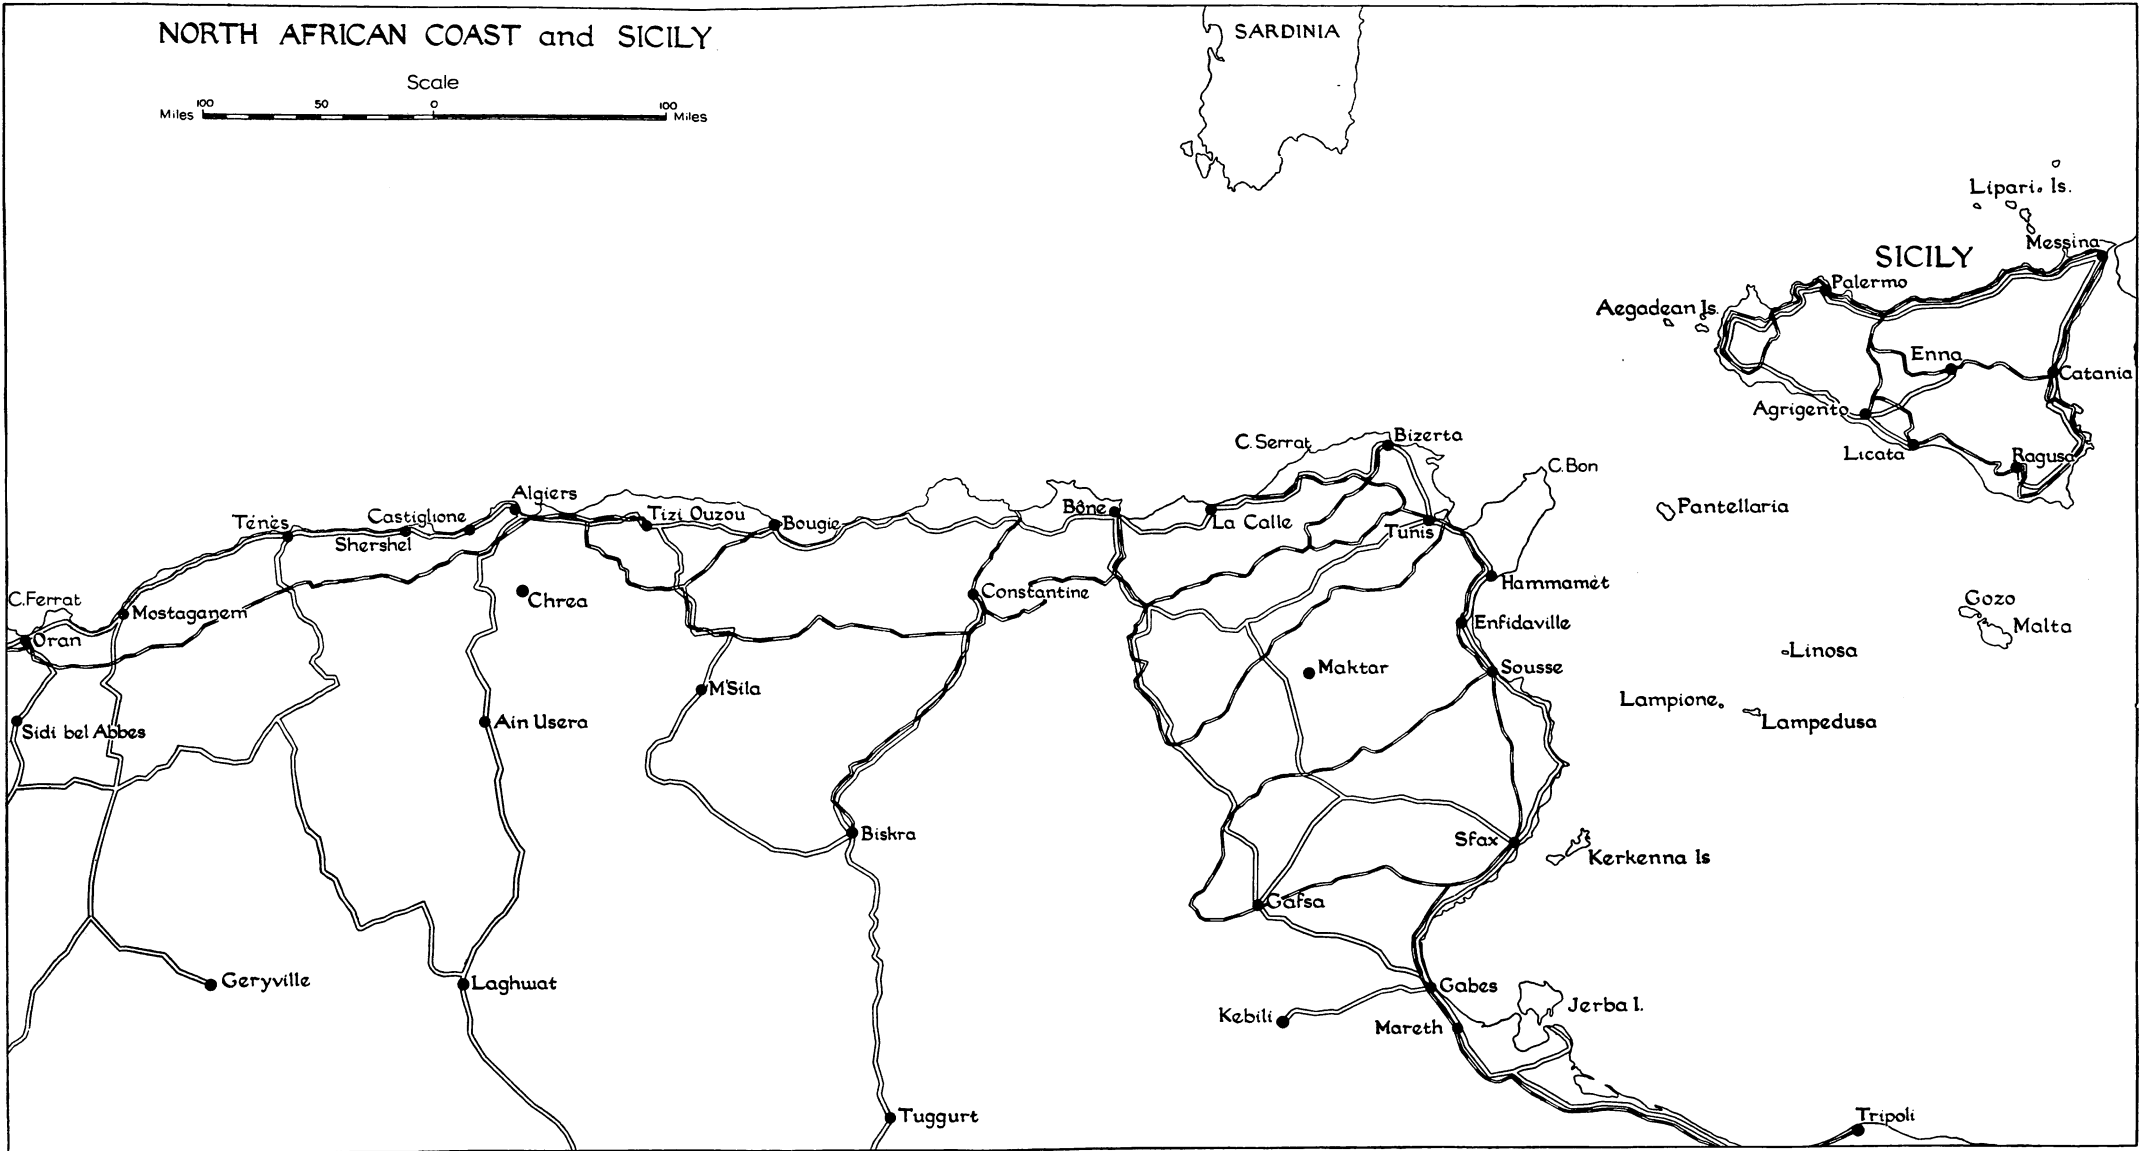 NORTH AFRICAN COAST and SICILY
SARDINIA
Scale
100 50 0 100
Miles Miles
Lipari. Is.
Messina
SICILY
Palermo
Aegadean Is.
Enna
Catania
Agrigento
Licata
Ragusa
C. Serrat
Bizerta
C. Bon
Algiers
Tizi Ouzou
Bône
Pantellaria
Ténès
Castiglione
Bougie
La Calle
Shershel
Tunis
Hammamet
C. Ferrat
Chrea
Constantine
Mostaganem
Gozo
Oran
Enfidaville
Malta
Linosa
Maktar
Sousse
M'Sila
Lampione.
Sidi bel Abbes
Ain Usera
Lampedusa
Biskra
Sfax
Kerkenna Is
Gafsa
Geryville
Laghwat
Gabes
Jerba I.
Kebili
Mareth
Tuggurt
Tripoli